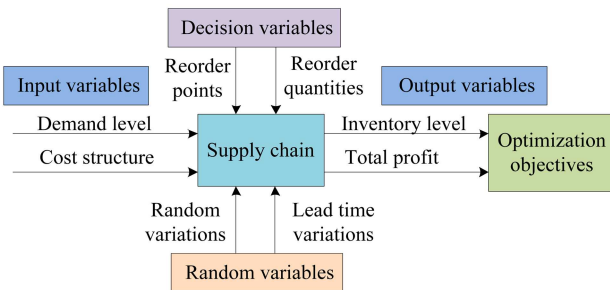 Decision variables
Reorder
points
Reorder
quantities
Input variables
Output variables
Demand level
Cost structure
Supply chain
Inventory level
Total profit
Optimization
objectives
Random
variations
Lead time
variations
Random variables